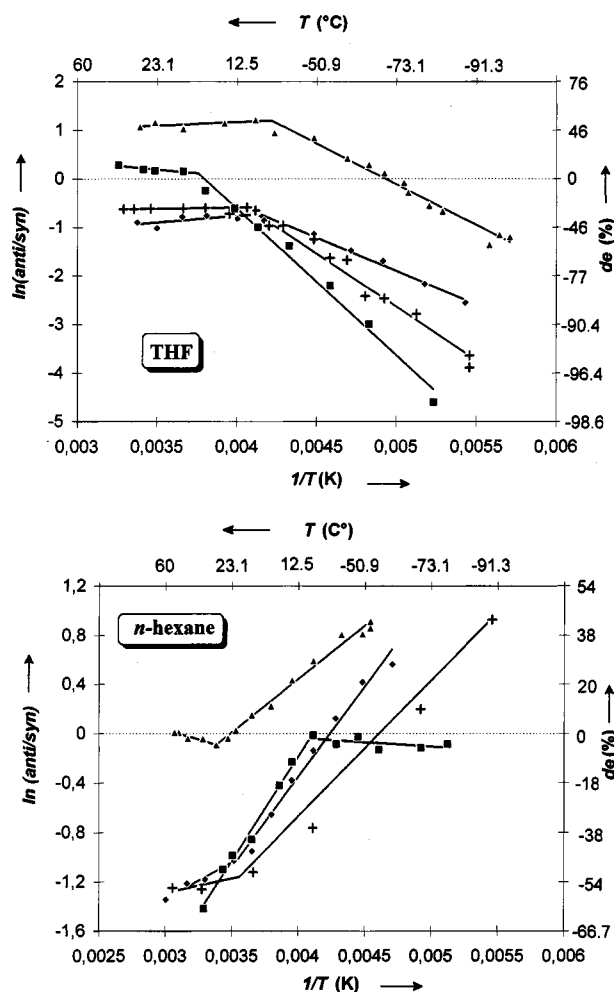 T (°C)
60 23.1 12.5 -50.9 -73.1 -91.3
2 76
1 46
0 0
-1 -46
-2 -77
-3 -90.4
-4 -96.4
-5 -98.6
ln(anti/syn)
de (%)
THF
0,003 0,0035 0,004 0,0045 0,005 0,0055 0,006
1/T (K)
T (C°)
60 23.1 12.5 -50.9 -73.1 -91.3
1,2 54
0,8 38
0,4 20
0 0
-0,4 -18
-0,8 -38
-1,2 -54
-1,6 -66.7
ln (anti/syn)
de (%)
n-hexane
0,0025 0,003 0,0035 0,004 0,0045 0,005 0,0055 0,006
1/T (K)